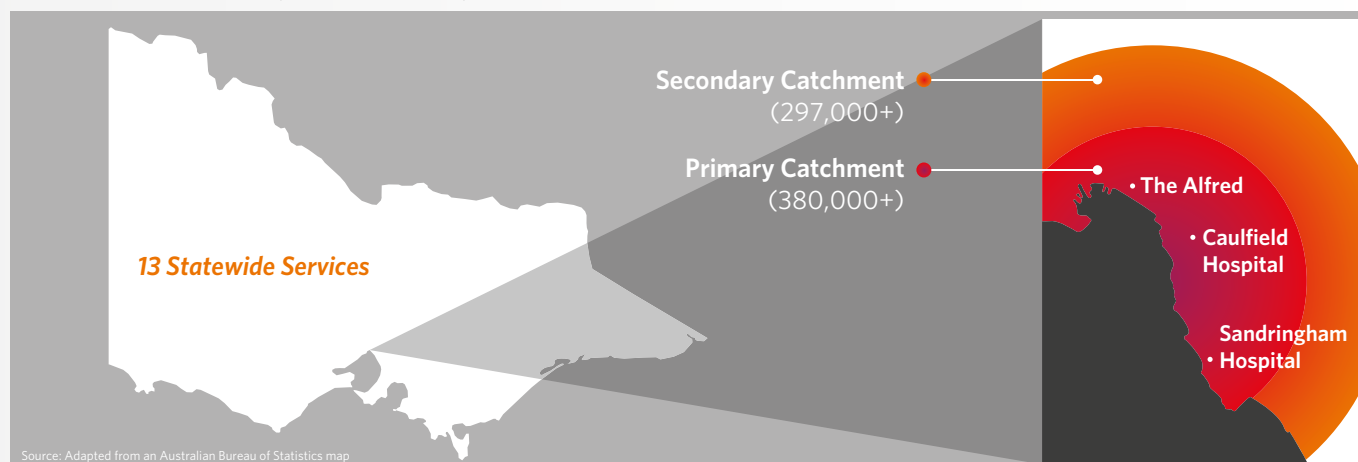 Secondary Catchment
(297,000+)
Primary Catchment
(380,000+)
13 Statewide Services
• The Alfred
• Caulfield
Hospital
Sandringham
• Hospital
Source: Adapted from an Australian Bureau of Statistics map